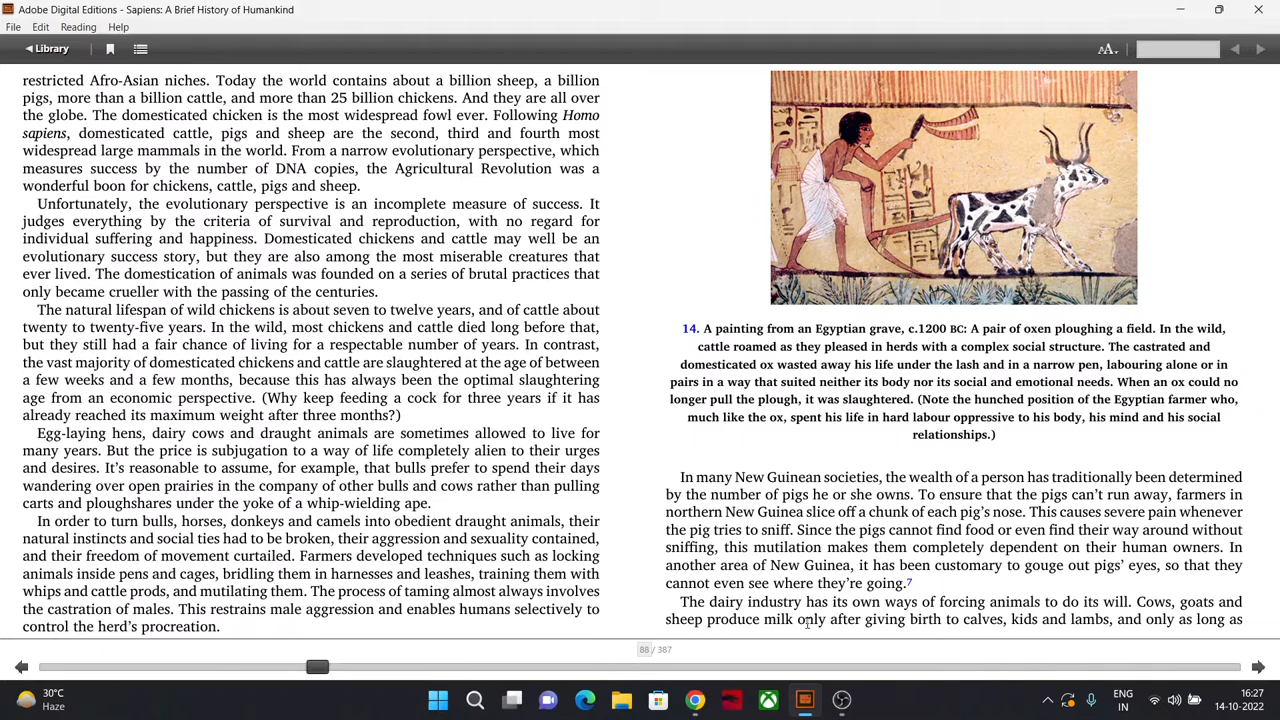 Adobe Digital Editions - Sapiens: A Brief History of Humankind
File Edit Reading Help
Library
AA
restricted Afro-Asian niches. Today the world contains about a billion sheep, a billion
pigs, more than a billion cattle, and more than 25 billion chickens. And they are all over
the globe. The domesticated chicken is the most widespread fowl ever. Following Homo
sapiens, domesticated cattle, pigs and sheep are the second, third and fourth most
widespread large mammals in the world. From a narrow evolutionary perspective, which
measures success by the number of DNA copies, the Agricultural Revolution was a
wonderful boon for chickens, cattle, pigs and sheep.
Unfortunately, the evolutionary perspective is an incomplete measure of success. It
judges everything by the criteria of survival and reproduction, with no regard for
individual suffering and happiness. Domesticated chickens and cattle may well be an
evolutionary success story, but they are also among the most miserable creatures that
ever lived. The domestication of animals was founded on a series of brutal practices that
only became crueller with the passing of the centuries.
The natural lifespan of wild chickens is about seven to twelve years, and of cattle about
twenty to twenty-five years. In the wild, most chickens and cattle died long before that,
but they still had a fair chance of living for a respectable number of years. In contrast,
the vast majority of domesticated chickens and cattle are slaughtered at the age of between
a few weeks and a few months, because this has always been the optimal slaughtering
age from an economic perspective. (Why keep feeding a cock for three years if it has
already reached its maximum weight after three months?)
Egg-laying hens, dairy cows and draught animals are sometimes allowed to live for
many years. But the price is subjugation to a way of life completely alien to their urges
and desires. It's reasonable to assume, for example, that bulls prefer to spend their days
wandering over open prairies in the company of other bulls and cows rather than pulling
carts and ploughshares under the yoke of a whip-wielding ape.
In order to turn bulls, horses, donkeys and camels into obedient draught animals, their
natural instincts and social ties had to be broken, their aggression and sexuality contained,
and their freedom of movement curtailed. Farmers developed techniques such as locking
animals inside pens and cages, bridling them in harnesses and leashes, training them with
whips and cattle prods, and mutilating them. The process of taming almost always involves
the castration of males. This restrains male aggression and enables humans selectively to
control the herd's procreation.
14. A painting from an Egyptian grave, c.1200 BC: A pair of oxen ploughing a field. In the wild,
cattle roamed as they pleased in herds with a complex social structure. The castrated and
domesticated ox wasted away his life under the lash and in a narrow pen, labouring alone or in
pairs in a way that suited neither its body nor its social and emotional needs. When an ox could no
longer pull the plough, it was slaughtered. (Note the hunched position of the Egyptian farmer who,
much like the ox, spent his life in hard labour oppressive to his body, his mind and his social
relationships.)
In many New Guinean societies, the wealth of a person has traditionally been determined
by the number of pigs he or she owns. To ensure that the pigs can't run away, farmers in
northern New Guinea slice off a chunk of each pig's nose. This causes severe pain whenever
the pig tries to sniff. Since the pigs cannot find food or even find their way around without
sniffing, this mutilation makes them completely dependent on their human owners. In
another area of New Guinea, it has been customary to gouge out pigs' eyes, so that they
cannot even see where they're going.7
The dairy industry has its own ways of forcing animals to do its will. Cows, goats and
sheep produce milk only after giving birth to calves, kids and lambs, and only as long as
88 / 387
30°C
Haze
ENG
IN
16:27
14-10-2022